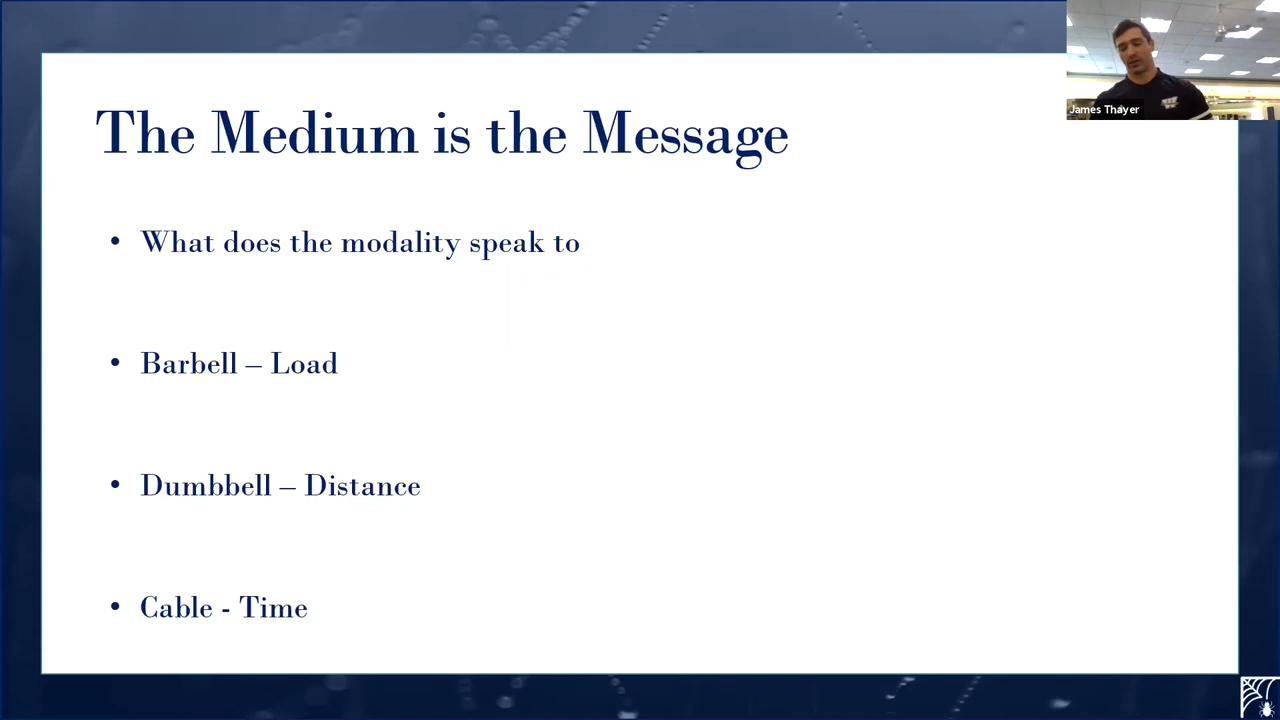 The Medium is the Message
• What does the modality speak to
• Barbell – Load
• Dumbbell – Distance
• Cable - Time
James Thayer